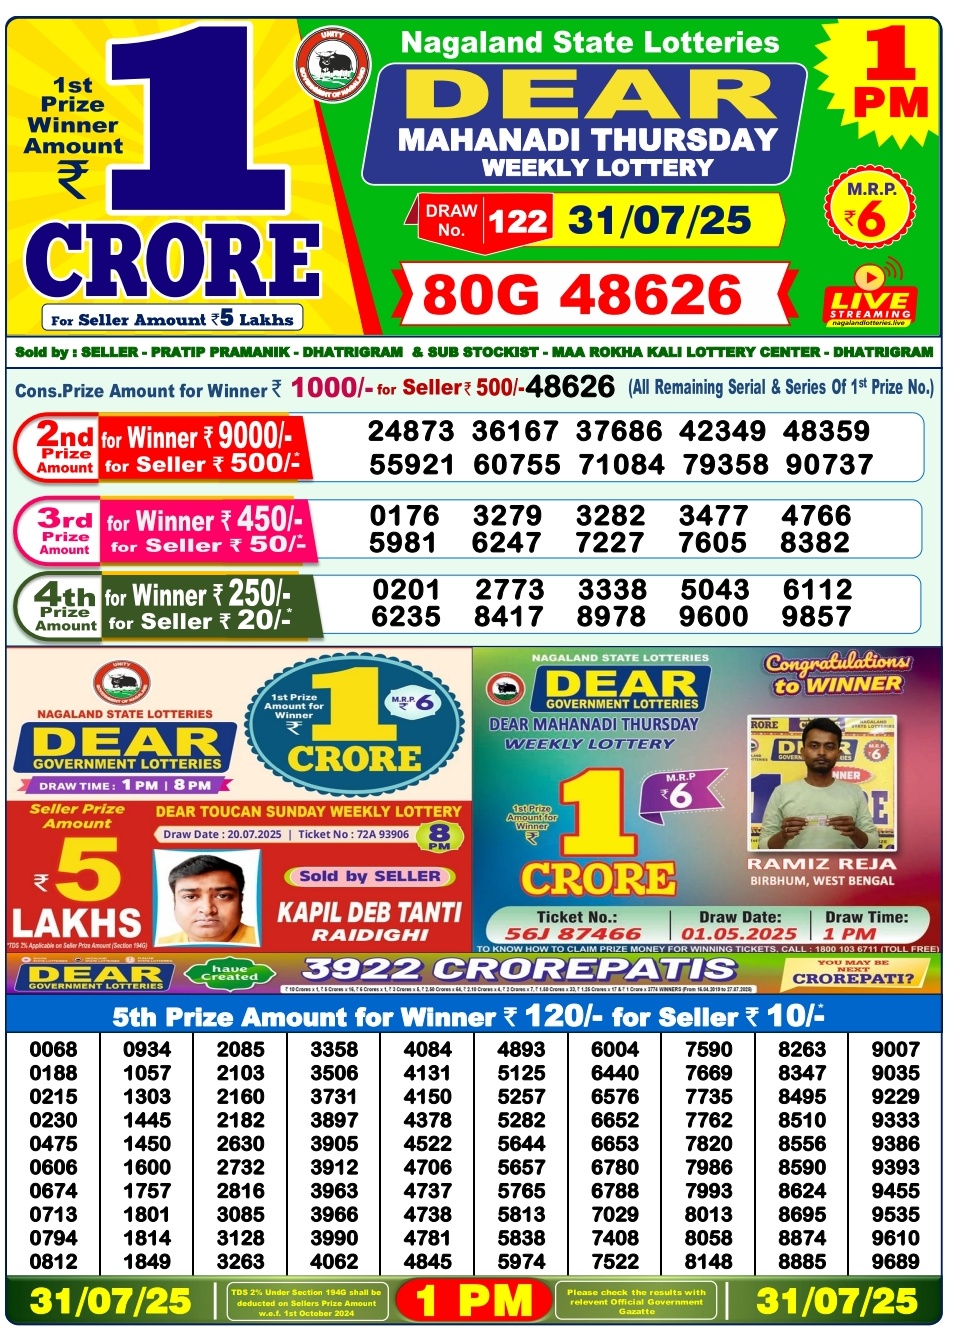 1st
Prize
Winner
Amount
₹
1
CRORE
For Seller Amount ₹5 Lakhs
UNITY
GOVERNMENT OF NAGALAND
Nagaland State Lotteries
DEAR
MAHANADI THURSDAY
WEEKLY LOTTERY
1
PM
DRAW
No.
122
31/07/25
M.R.P.
₹6
80G 48626
LIVE
STREAMING
nagalandlotteries.live
Sold by : SELLER - PRATIP PRAMANIK - DHATRIGRAM & SUB STOCKIST - MAA ROKHA KALI LOTTERY CENTER - DHATRIGRAM
Cons.Prize Amount for Winner ₹ 1000/- for Seller ₹ 500/- 48626 (All Remaining Serial & Series Of 1st Prize No.)
2nd
Prize
Amount
for Winner ₹ 9000/-
for Seller ₹ 500/-*
24873 36167 37686 42349 48359
55921 60755 71084 79358 90737
3rd
Prize
Amount
for Winner ₹ 450/-
for Seller ₹ 50/-*
0176 3279 3282 3477 4766
5981 6247 7227 7605 8382
4th
Prize
Amount
for Winner ₹ 250/-
for Seller ₹ 20/-*
0201 2773 3338 5043 6112
6235 8417 8978 9600 9857
UNITY
NAGALAND STATE LOTTERIES
DEAR
GOVERNMENT LOTTERIES
DRAW TIME : 1 PM | 8 PM
1st Prize
Amount for
Winner
₹
1
CRORE
M.R.P.
₹6
Seller Prize
Amount
₹5
LAKHS
*TDS 2% Applicable on Seller Prize Amount (Section 194G)
DEAR TOUCAN SUNDAY WEEKLY LOTTERY
Draw Date : 20.07.2025 | Ticket No : 72A 93906
8
PM
Sold by SELLER
KAPIL DEB TANTI
RAIDIGHI
NAGALAND STATE LOTTERIES
DEAR
GOVERNMENT LOTTERIES
DEAR MAHANADI THURSDAY
WEEKLY LOTTERY
1st Prize
Amount for
Winner
₹
1
CRORE
M.R.P
₹6
Congratulations!
to WINNER
RAMIZ REJA
BIRBHUM, WEST BENGAL
Ticket No.:
56J 87466
Draw Date:
01.05.2025
Draw Time:
1 PM
TO KNOW HOW TO CLAIM PRIZE MONEY FOR WINNING TICKETS, CALL : 1800 103 6711 (TOLL FREE)
DEAR
GOVERNMENT LOTTERIES
have
Created
3922 CROREPATIS
YOU MAY BE
NEXT
CROREPATI?
5th Prize Amount for Winner ₹ 120/- for Seller ₹ 10/-*
0068 0934 2085 3358 4084 4893 6004 7590 8263 9007
0188 1057 2103 3506 4131 5125 6440 7669 8347 9035
0215 1303 2160 3731 4150 5257 6576 7735 8495 9229
0230 1445 2182 3897 4378 5282 6652 7762 8510 9333
0475 1450 2630 3905 4522 5644 6653 7820 8556 9386
0606 1600 2732 3912 4706 5657 6780 7986 8590 9393
0674 1757 2816 3963 4737 5765 6788 7993 8624 9455
0713 1801 3085 3966 4738 5813 7029 8013 8695 9535
0794 1814 3128 3990 4781 5838 7408 8058 8874 9610
0812 1849 3263 4062 4845 5974 7522 8148 8885 9689
31/07/25
TDS 2% Under Section 194G shall be
deducted on Sellers Prize Amount
w.e.f. 1st October 2024
1 PM
Please check the results with
relevent Official Government
Gazatte
31/07/25